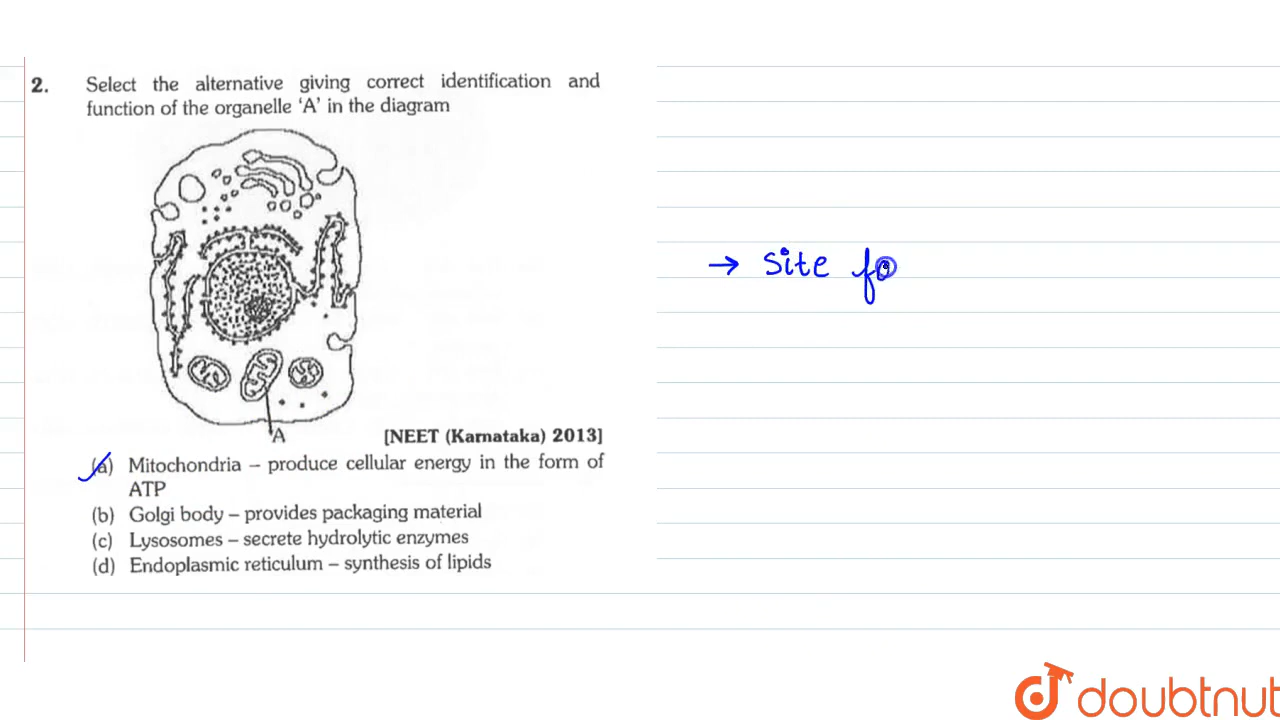 2. Select the alternative giving correct identification and
function of the organelle ‘A’ in the diagram
A
[NEET (Karnataka) 2013]
(a) Mitochondria – produce cellular energy in the form of
ATP
(b) Golgi body – provides packaging material
(c) Lysosomes – secrete hydrolytic enzymes
(d) Endoplasmic reticulum – synthesis of lipids
→ Site fo
doubtnut